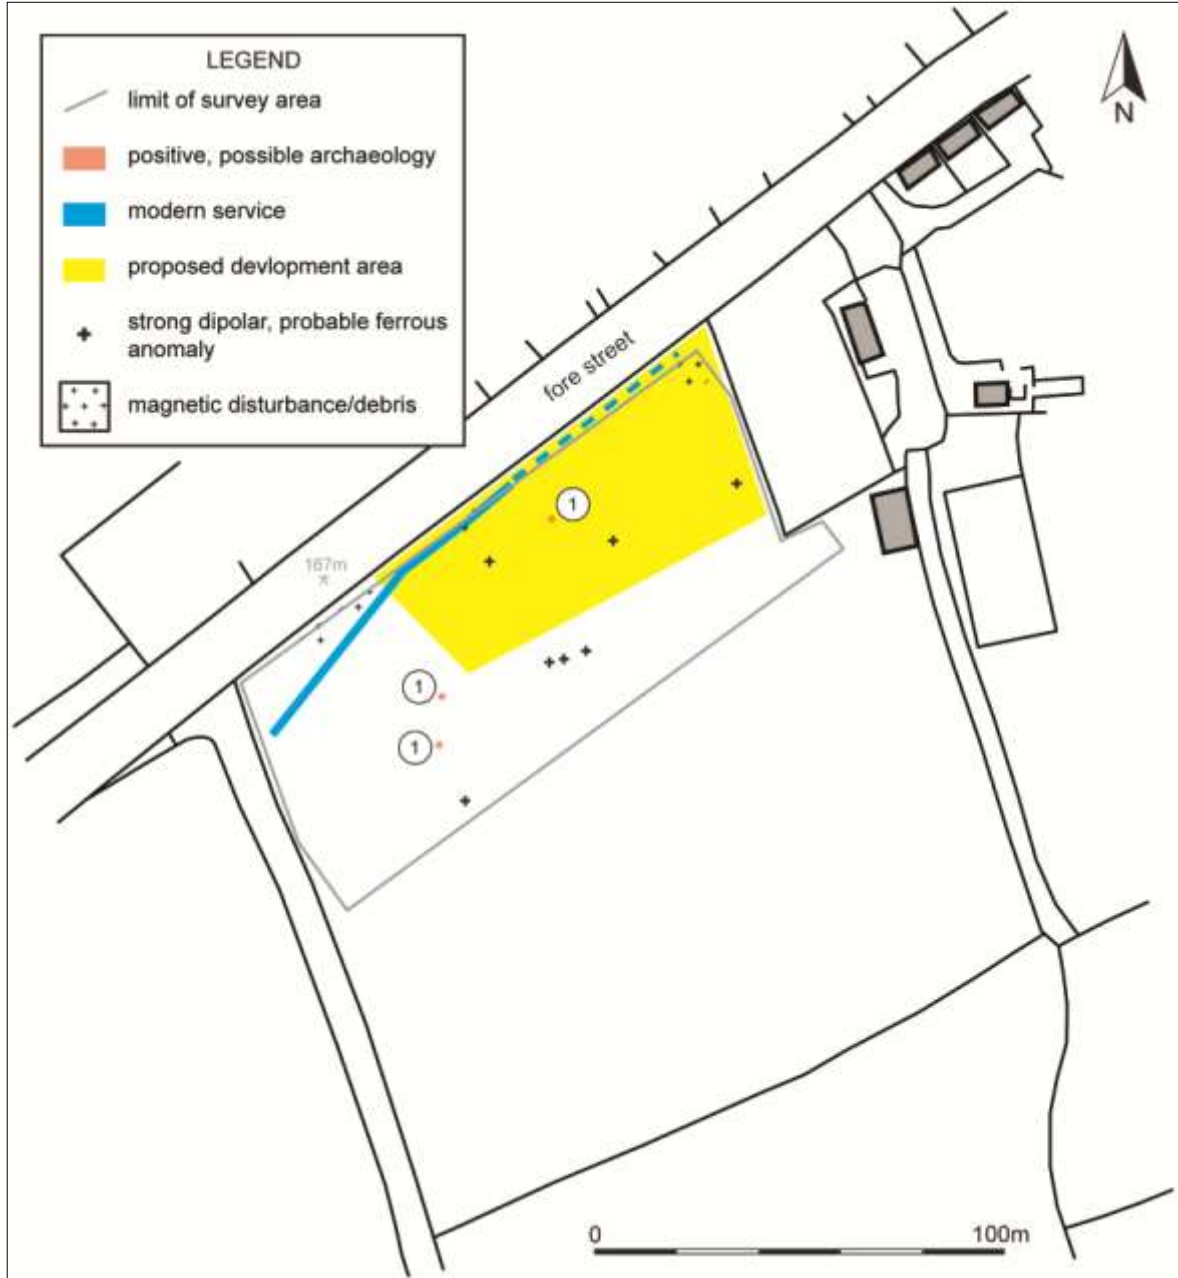 LEGEND
limit of survey area
positive, possible archaeology
modern service
proposed devlopment area
strong dipolar, probable ferrous
anomaly
magnetic disturbance/debris
N
fore street
1
167m
1
1
0 100m